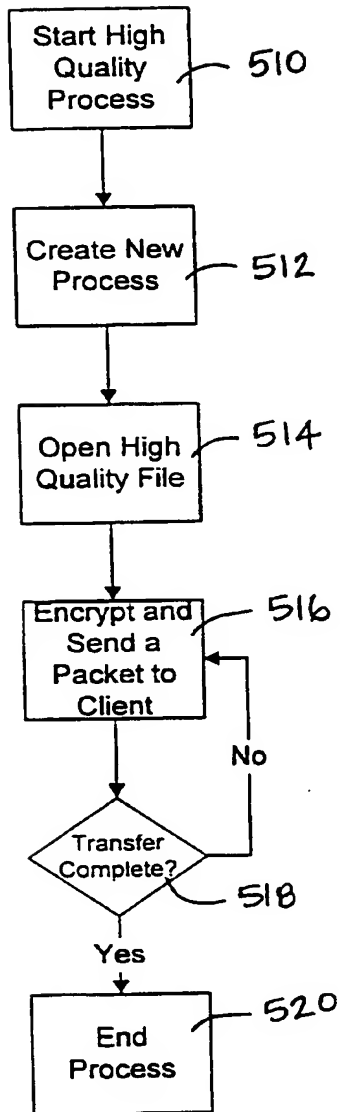 Start High
Quality
Process
510
Create New
Process
512
Open High
Quality File
514
Encrypt and
Send a
Packet to
Client
516
No
Transfer
Complete?
518
Yes
End
Process
520